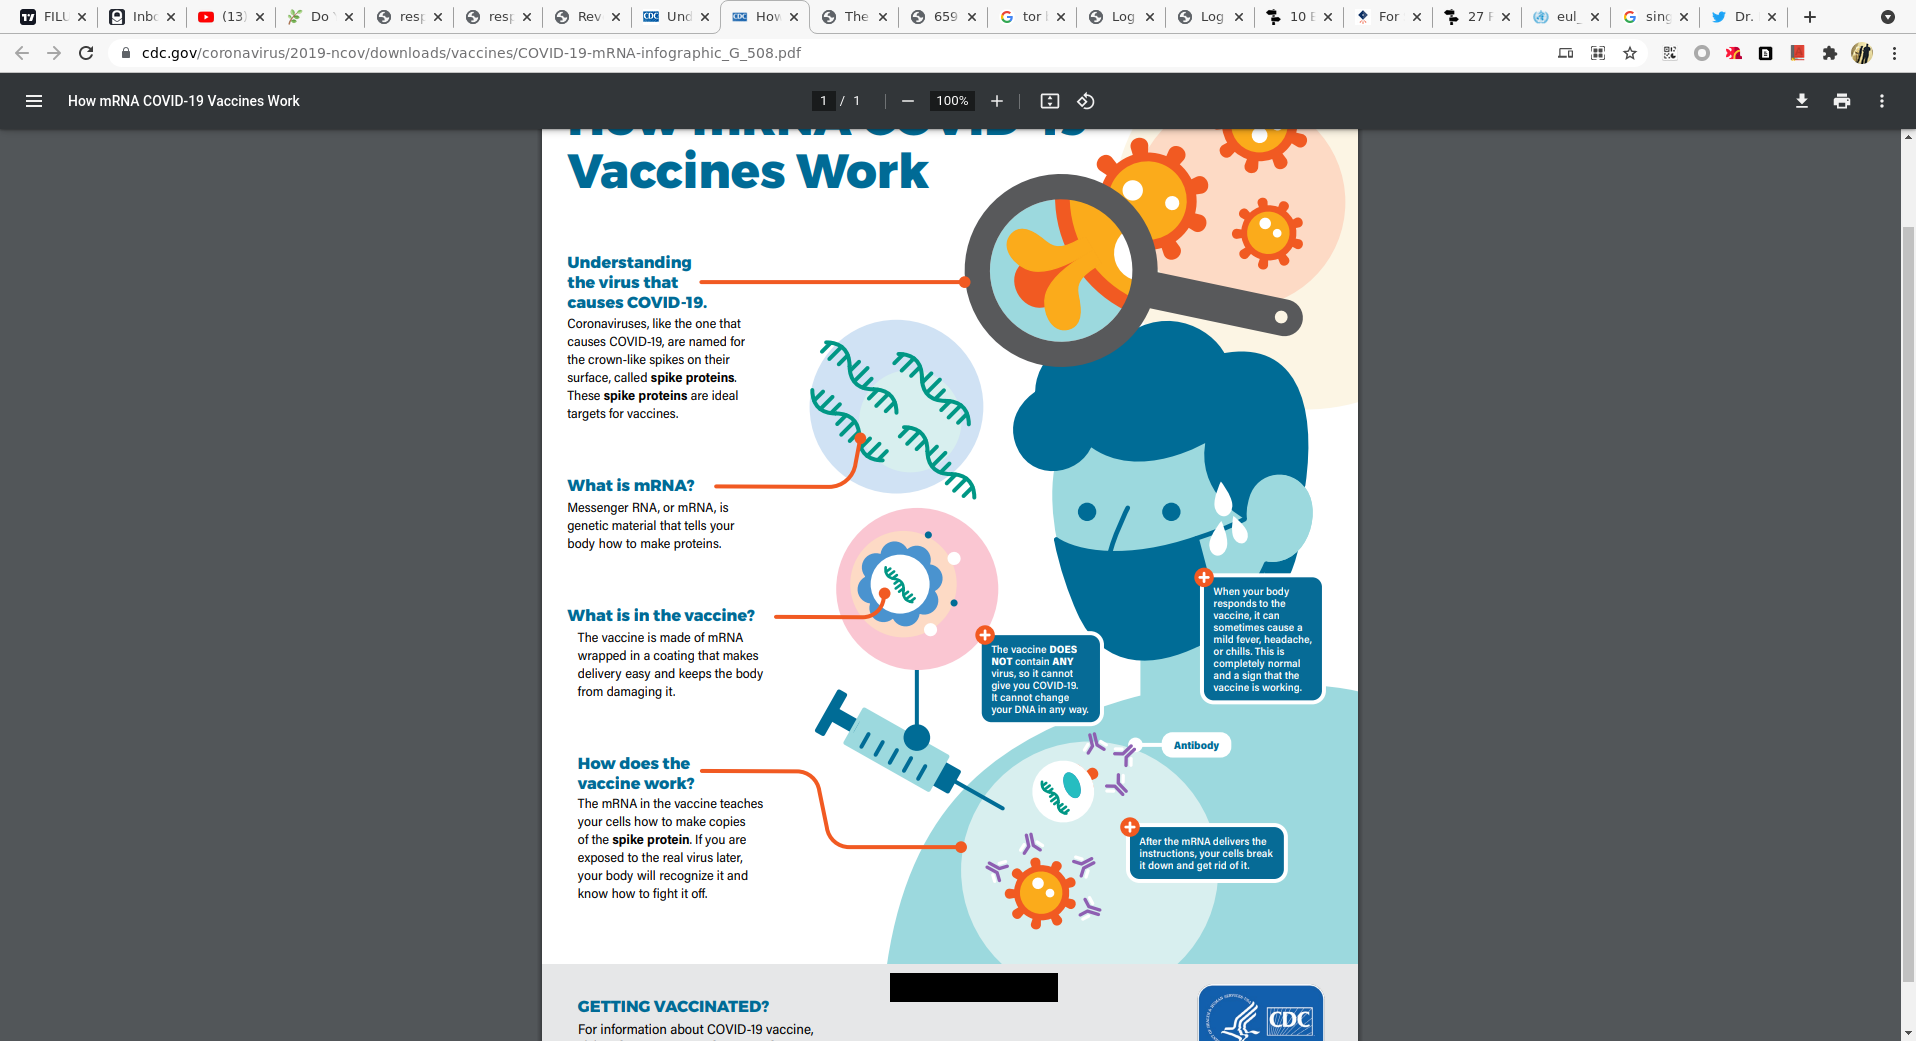 FILU
Inb
(13)
Do
resp
resp
Rev
CDC Und
CDC How
The
659
tor
Log
Log
10 E
For
27 F
eul_
sing
Dr.
cdc.gov/coronavirus/2019-ncov/downloads/vaccines/COVID-19-mRNA-infographic_G_508.pdf
How mRNA COVID-19 Vaccines Work
1 / 1
100%
How mRNA COVID-19
Vaccines Work
Understanding
the virus that
causes COVID-19.
Coronaviruses, like the one that
causes COVID-19, are named for
the crown-like spikes on their
surface, called spike proteins.
These spike proteins are ideal
targets for vaccines.
What is mRNA?
Messenger RNA, or mRNA, is
genetic material that tells your
body how to make proteins.
What is in the vaccine?
The vaccine is made of mRNA
wrapped in a coating that makes
delivery easy and keeps the body
from damaging it.
The vaccine DOES
NOT contain ANY
virus, so it cannot
give you COVID-19.
It cannot change
your DNA in any way.
When your body
responds to the
vaccine, it can
sometimes cause a
mild fever, headache,
or chills. This is
completely normal
and a sign that the
vaccine is working.
How does the
vaccine work?
The mRNA in the vaccine teaches
your cells how to make copies
of the spike protein. If you are
exposed to the real virus later,
your body will recognize it and
know how to fight it off.
Antibody
After the mRNA delivers the
instructions, your cells break
it down and get rid of it.
GETTING VACCINATED?
For information about COVID-19 vaccine,
CDC